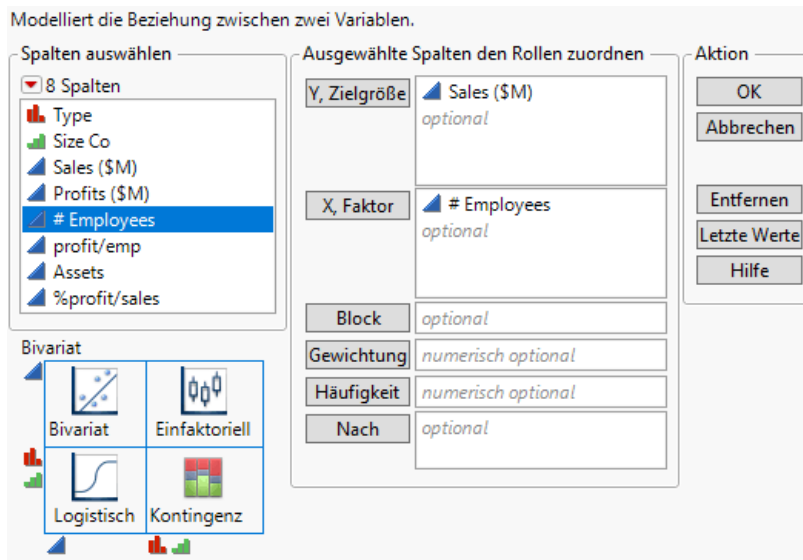 Modelliert die Beziehung zwischen zwei Variablen.
Spalten auswählen
8 Spalten
Type
Size Co
Sales ($M)
Profits ($M)
# Employees
profit/emp
Assets
%profit/sales
Bivariat
Bivariat
Einfaktoriell
Logistisch
Kontingenz
Ausgewählte Spalten den Rollen zuordnen
Y, Zielgröße
Sales ($M)
optional
X, Faktor
# Employees
optional
Block
optional
Gewichtung
numerisch optional
Häufigkeit
numerisch optional
Nach
optional
Aktion
OK
Abbrechen
Entfernen
Letzte Werte
Hilfe